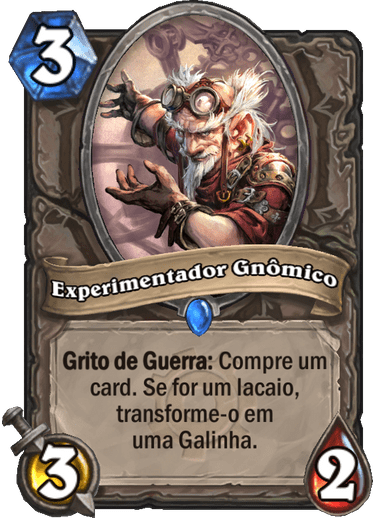 3
Experimentador Gnômico
Grito de Guerra: Compre um
card. Se for um lacaio,
transforme-o em
uma Galinha.
3
2